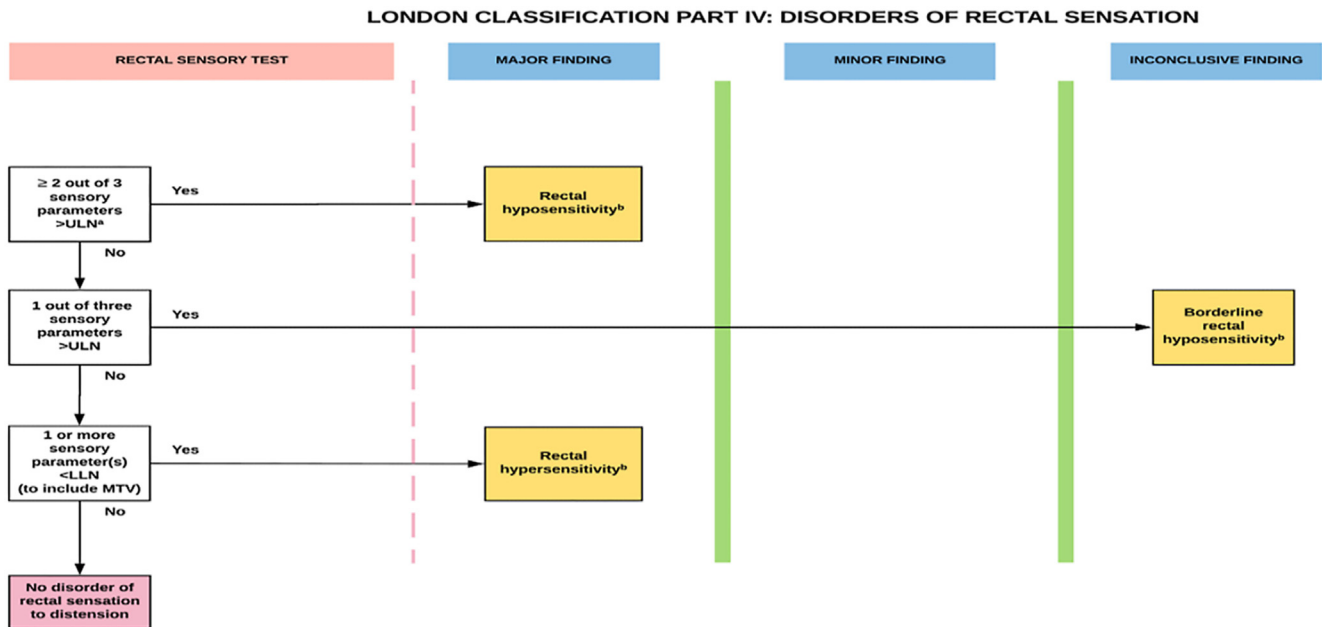 LONDON CLASSIFICATION PART IV: DISORDERS OF RECTAL SENSATION
RECTAL SENSORY TEST
MAJOR FINDING
MINOR FINDING
INCONCLUSIVE FINDING
≥ 2 out of 3
sensory
parameters
>ULNᵃ
Yes
Rectal
hyposensitivityᵇ
No
1 out of three
sensory
parameters
>ULN
Yes
Borderline
rectal
hyposensitivityᵇ
No
1 or more
sensory
parameter(s)
<LLN
(to include MTV)
Yes
Rectal
hypersensitivityᵇ
No
No disorder of
rectal sensation
to distension